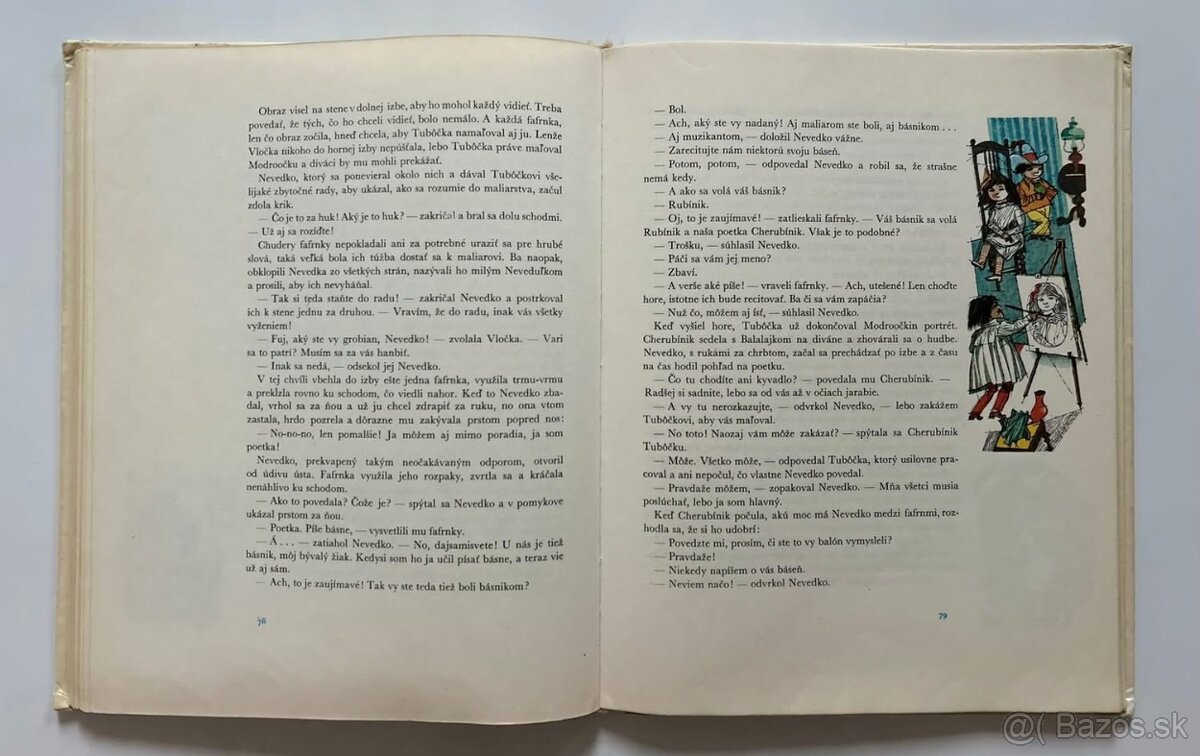 Obraz visel na stene v dolnej izbe, aby ho mohol každý vidieť. Treba
povedať, že tých, čo ho chceli vidieť, bolo nemálo. A každá fafrnka,
len čo obraz zočila, hneď chcela, aby Tubôčka namaľoval aj ju. Lenže
Vločka nikoho do hornej izby nepúšťala, lebo Tubôčka práve maľoval
Modroočku a diváci by mu mohli prekážať.
Nevedko, ktorý sa ponevieral okolo nich a dával Tubôčkovi vše-
lijaké zbytočné rady, aby ukázal, ako sa rozumie do maliarstva, začul
zdola krik.
— Čo je to za huk! Aký je to huk? — zakričal a bral sa dolu schodmi.
— Už aj sa rozíďte!
Chudery fafrnky nepokladali ani za potrebné uraziť sa pre hrubé
slová, taká veľká bola ich túžba dostať sa k maliarovi. Ba naopak,
obklopili Nevedka zo všetkých strán, nazývali ho milým Neveduľkom
a prosili, aby ich nevyháňal.
— Tak si teda staňte do radu! — zakričal Nevedko a postrkoval
ich k stene jednu za druhou. — Vravím, že do radu, inak vás všetky
vyženiem!
— Fuj, aký ste vy grobian, Nevedko! — zvolala Vločka. — Vari
sa to patrí? Musím sa za vás hanbiť.
— Inak sa nedá, — odsekol jej Nevedko.
V tej chvíli vbehla do izby ešte jedna fafrnka, využila trmu-vrmu
a prekĺzla rovno ku schodom, čo viedli nahor. Keď to Nevedko zba-
dal, vrhol sa za ňou a už ju chcel zdrapiť za ruku, no ona vtom
zastala, hrdo pozrela a dôrazne mu zakývala prstom popred nos:
— No-no-no, len pomalšie! Ja môžem aj mimo poradia, ja som
poetka!
Nevedko, prekvapený takým neočakávaným odporom, otvoril
od údivu ústa. Fafrnka využila jeho rozpaky, zvrtla sa a kráčala
nenáhlivo ku schodom.
— Ako to povedala? Čože je? — spýtal sa Nevedko a v pomykove
ukázal prstom za ňou.
— Poetka. Píše básne, — vysvetlili mu fafrnky.
— Á . . . — zatiahol Nevedko. — No, dajsamisvete! U nás je tiež
básnik, môj bývalý žiak. Kedysi som ho ja učil písať básne, a teraz vie
už aj sám.
— Ach, to je zaujímavé! Tak vy ste teda tiež boli básnikom?
78
— Bol.
— Ach, aký ste vy nadaný! Aj maliarom ste boli, aj básnikom . . .
— Aj muzikantom, — doložil Nevedko vážne.
— Zarecitujte nám niektorú svoju báseň.
— Potom, potom, — odpovedal Nevedko a robil sa, že strašne
nemá kedy.
— A ako sa volá váš básnik?
— Rubínik.
— Oj, to je zaujímavé! — zatlieskali fafrnky. — Váš básnik sa volá
Rubínik a naša poetka Cherubínik. Však je to podobné?
— Trošku, — súhlasil Nevedko.
— Páči sa vám jej meno?
— Zbaví.
— A verše aké píše! — vraveli fafrnky. — Ach, utešené! Len choďte
hore, istotne ich bude recitovať. Ba či sa vám zapáčia?
— Nuž čo, môžem aj ísť, — súhlasil Nevedko.
Keď vyšiel hore, Tubôčka už dokončoval Modroočkin portrét.
Cherubínik sedela s Balalajkom na diváne a zhovárali sa o hudbe.
Nevedko, s rukámi za chrbtom, začal sa prechádzať po izbe a z času
na čas hodil pohľad na poetku.
— Čo tu chodíte ani kyvadlo? — povedala mu Cherubínik. —
Radšej si sadnite, lebo sa od vás až v očiach jarabie.
— A vy tu nerozkazujte, — odvrkol Nevedko, — lebo zakážem
Tubôčkovi, aby vás maľoval.
— No toto! Naozaj vám môže zakázať? — spýtala sa Cherubínik
Tubôčku.
— Môže. Všetko môže, — odpovedal Tubôčka, ktorý usilovne pra-
coval a ani nepočul, čo vlastne Nevedko povedal.
— Pravdaže môžem, — zopakoval Nevedko. — Mňa všetci musia
poslúchať, lebo ja som hlavný.
Keď Cherubínik počula, akú moc má Nevedko medzi fafrnmi, roz-
hodla sa, že si ho udobrí:
— Povedzte mi, prosím, či ste to vy balón vymysleli?
— Pravdaže!
— Niekedy napíšem o vás báseň.
— Neviem načo! — odvrkol Nevedko.
79
@( Bazos.sk